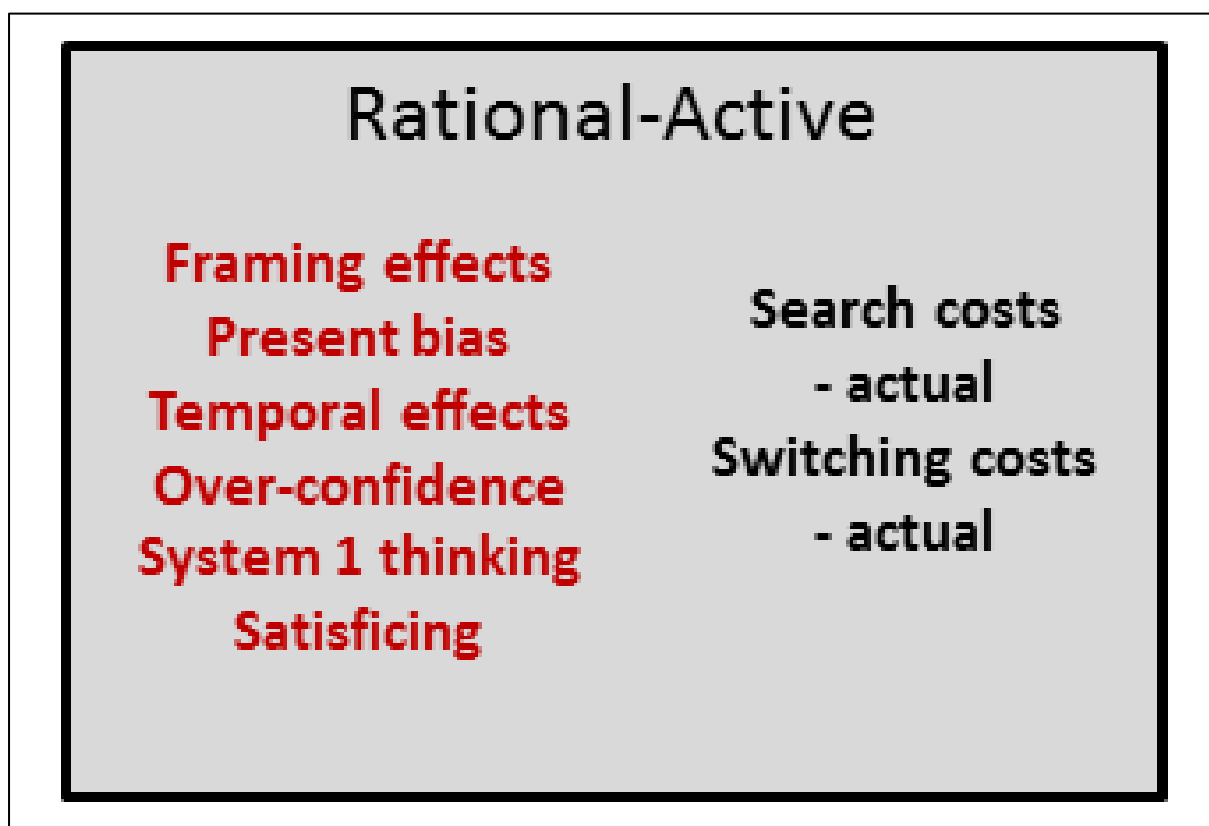 Rational-Active
Framing effects
Present bias
Temporal effects
Over-confidence
System 1 thinking
Satisficing
Search costs
- actual
Switching costs
- actual